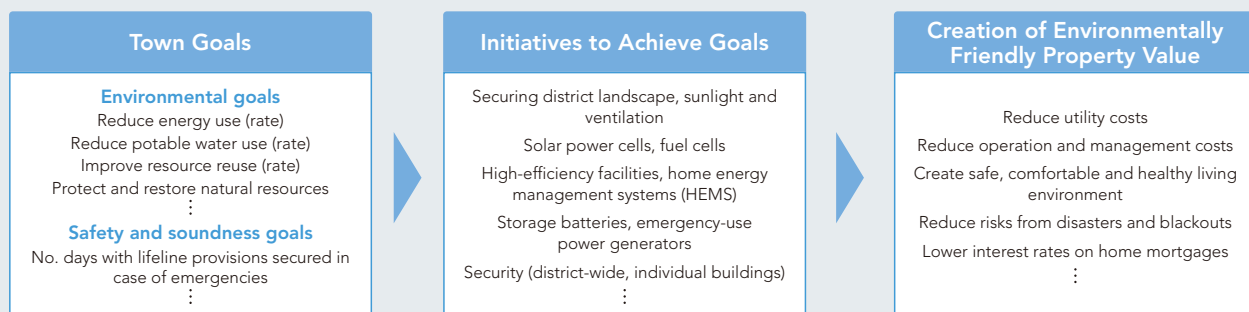 Town Goals
Environmental goals
Reduce energy use (rate)
Reduce potable water use (rate)
Improve resource reuse (rate)
Protect and restore natural resources
⋮
Safety and soundness goals
No. days with lifeline provisions secured in
case of emergencies
⋮
Initiatives to Achieve Goals
Securing district landscape, sunlight and
ventilation
Solar power cells, fuel cells
High-efficiency facilities, home energy
management systems (HEMS)
Storage batteries, emergency-use
power generators
Security (district-wide, individual buildings)
⋮
Creation of Environmentally
Friendly Property Value
Reduce utility costs
Reduce operation and management costs
Create safe, comfortable and healthy living
environment
Reduce risks from disasters and blackouts
Lower interest rates on home mortgages
⋮